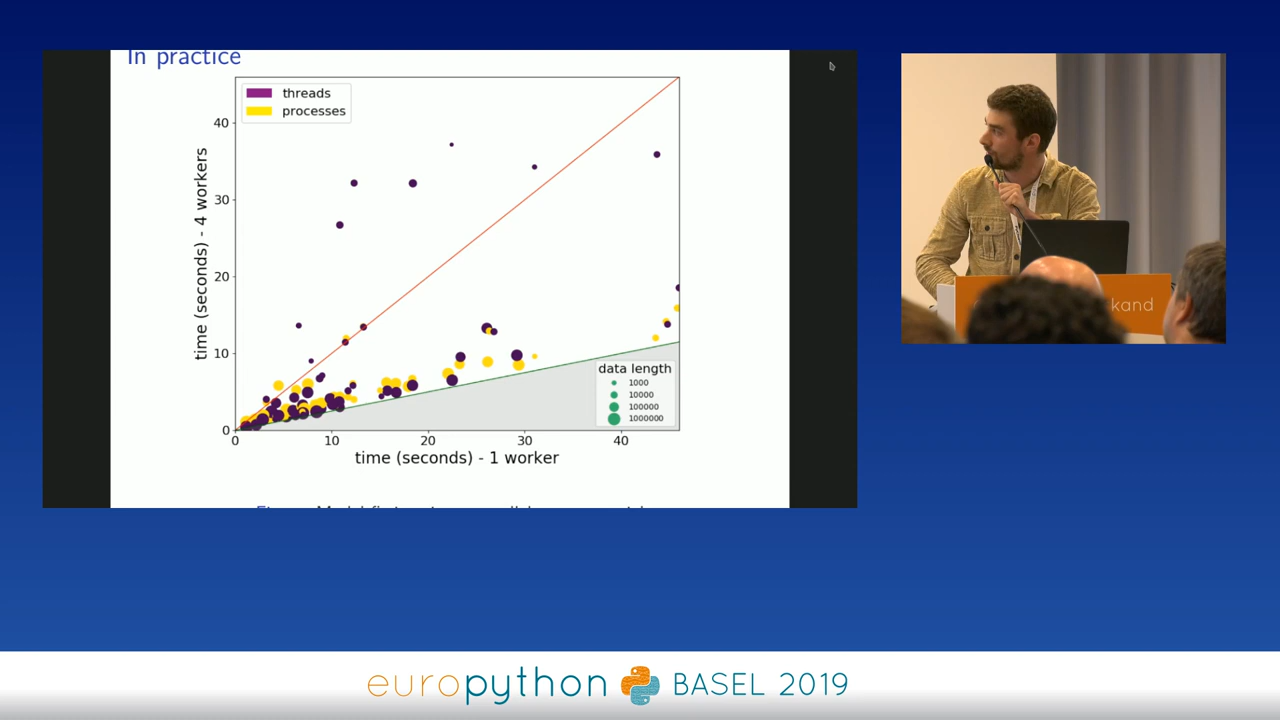 In practice
threads
processes
time (seconds) - 4 workers
40
30
20
10
0
data length
1000
10000
100000
1000000
0
10
20
30
40
time (seconds) - 1 worker
kand
europython BASEL 2019